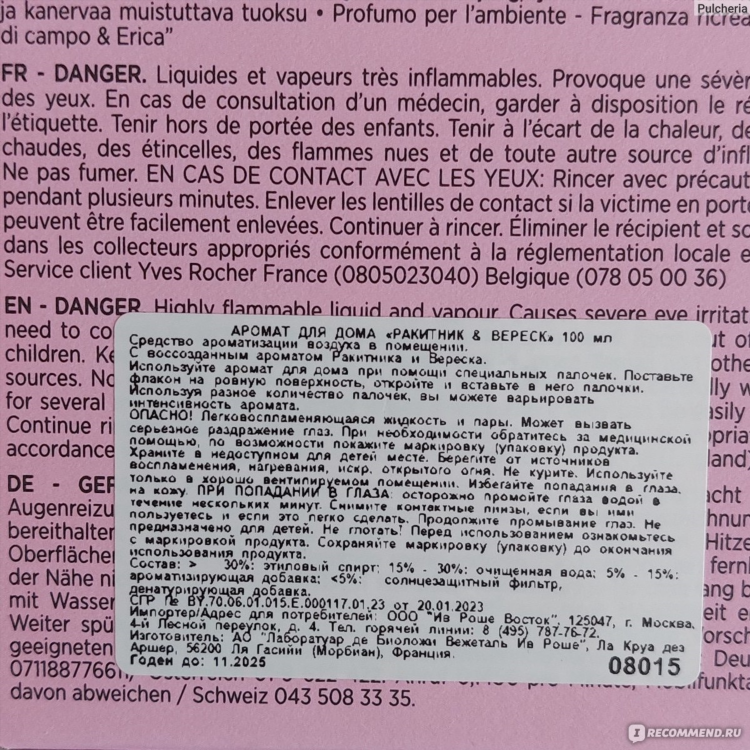 Pulcheria
ja kanervaa muistuttava tuoksu • Profumo per l'ambiente - Fragranza ricrea
di campo & Erica"
FR - DANGER. Liquides et vapeurs très inflammables. Provoque une sévèr
des yeux. En cas de consultation d'un médecin, garder à disposition le ré
l'étiquette. Tenir hors de portée des enfants. Tenir à l'écart de la chaleur, de
chaudes, des étincelles, des flammes nues et de toute autre source d'infl
Ne pas fumer. EN CAS DE CONTACT AVEC LES YEUX: Rincer avec précaut
pendant plusieurs minutes. Enlever les lentilles de contact si la victime en porte
peuvent être facilement enlevées. Continuer à rincer. Éliminer le récipient et so
dans les collecteurs appropriés conformément à la réglementation locale e
Service client Yves Rocher France (0805023040) Belgique (078 05 00 36)
EN - DANGER. Highly flammable liquid and vapour. Causes severe eye irritat
need to co
children. Ke
sources. No
for several
Continue ri
accordance
DE - GEF
Augenreizu
bereithalten
Oberflächen
der Nähe ni
mit Wasser
Weiter spü
geeigneten
0711887766
davon abweichen / Schweiz 043 508 33 35.
АРОМАТ ДЛЯ ДОМА «РАКИТНИК & ВЕРЕСК» 100 мл
Средство ароматизации воздуха в помещении.
С воссозданным ароматом Ракитника и Вереска.
Используйте аромат для дома при помощи специальных палочек. Поставьте
флакон на ровную поверхность, откройте и вставьте в него палочки.
Используя разное количество палочек, вы можете варьировать
интенсивность аромата.
ОПАСНО! Легковоспламеняющаяся жидкость и пары. Может вызвать
серьезное раздражение глаз. При необходимости обратитесь за медицинской
помощью, по возможности покажите маркировку (упаковку) продукта.
Храните в недоступном для детей месте. Берегите от источников
воспламенения, нагревания, искр, открытого огня. Не курите. Используйте
только в хорошо вентилируемом помещении. Избегайте попадания в глаза,
на кожу. ПРИ ПОПАДАНИИ В ГЛАЗА: осторожно промойте глаза водой в
течение нескольких минут. Снимите контактные линзы, если вы ими
пользуетесь и если это легко сделать. Продолжите промывание глаз. Не
предназначено для детей. Не глотать! Перед использованием ознакомьтесь
с маркировкой продукта. Сохраняйте маркировку (упаковку) до окончания
использования продукта.
Состав: > 30%: этиловый спирт; 15% - 30%: очищенная вода; 5% - 15%:
ароматизирующая добавка; <5%: солнцезащитный фильтр,
денатурирующая добавка.
СГР № BY.70.06.01.015.E.000117.01.23 от 20.01.2023
Импортер/Адрес для потребителей: ООО "Ив Роше Восток", 125047, г. Москва,
4-й Лесной переулок, д. 4. Тел. горячей линии: 8 (495) 787-76-72.
Изготовитель: АО "Лаборатуар де Биоложи Вежеталь Ив Роше", Ла Круа дез
Аршер, 56200 Ля Гасийи (Морбиан), Франция.
Годен до: 11.2025
08015
IRECOMMEND.RU